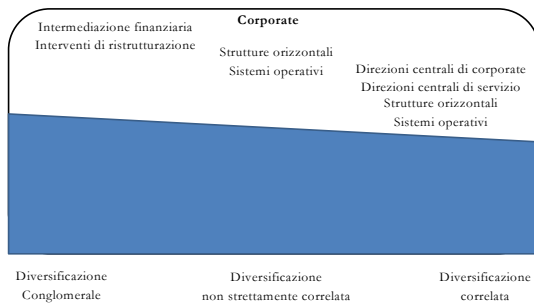 Corporate
Intermediazione finanziaria
Interventi di ristrutturazione
Strutture orizzontali
Sistemi operativi
Direzioni centrali di corporate
Direzioni centrali di servizio
Strutture orizzontali
Sistemi operativi
Diversificazione
Conglomerale
Diversificazione
non strettamente correlata
Diversificazione
correlata